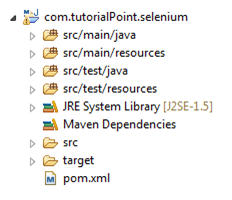 com.tutorialPoint.selenium
src/main/java
src/main/resources
src/test/java
src/test/resources
JRE System Library [J2SE-1.5]
Maven Dependencies
src
target
pom.xml